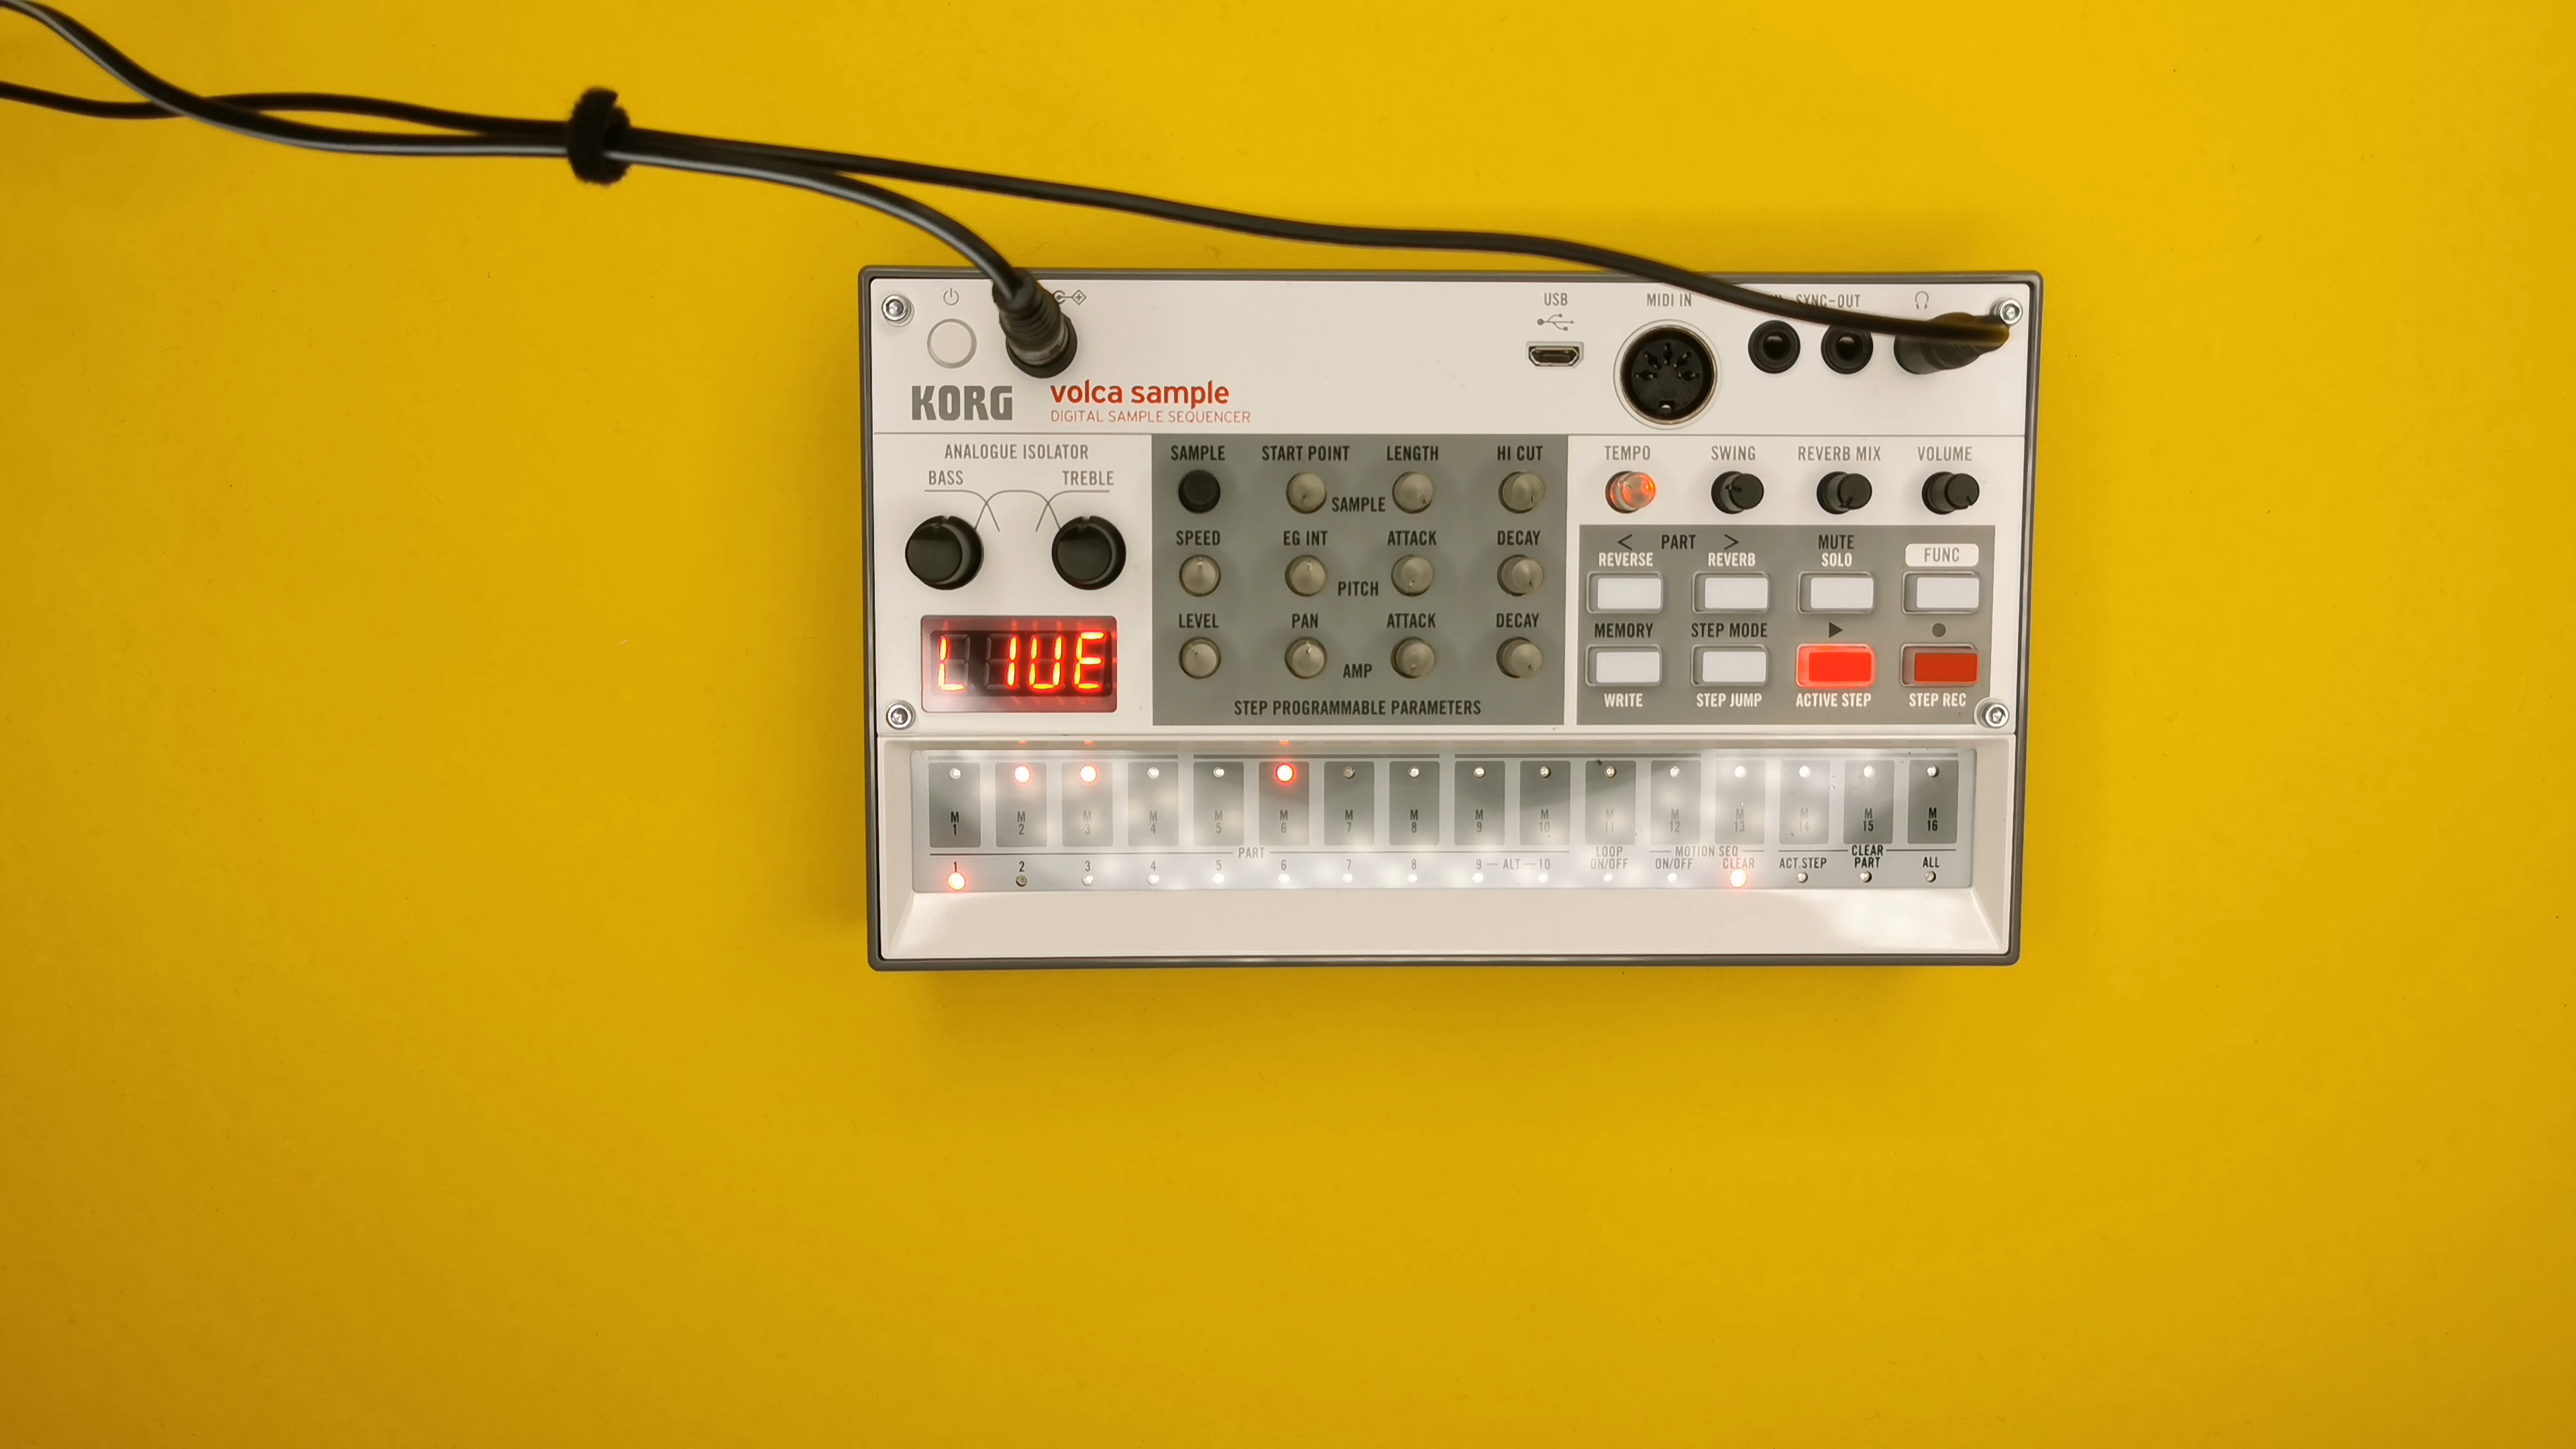 USB MIDI IN SYNC-OUT
KORG volca sample
DIGITAL SAMPLE SEQUENCER
ANALOGUE ISOLATOR
BASS TREBLE
L IVE
SAMPLE START POINT LENGTH HI CUT
SAMPLE
SPEED EG INT ATTACK DECAY
PITCH
LEVEL PAN ATTACK DECAY
AMP
STEP PROGRAMMABLE PARAMETERS
TEMPO SWING REVERB MIX VOLUME
< PART > MUTE
REVERSE REVERB SOLO FUNC
MEMORY STEP MODE
WRITE STEP JUMP ACTIVE STEP STEP REC
M M M M M M M M M M M M M M M M
1 2 3 4 5 6 7 8 9 10 11 12 13 14 15 16
PART LOOP MOTION SEQ CLEAR
1 2 3 4 5 6 7 8 9 — ALT — 10 ON/OFF ON/OFF CLEAR ACT.STEP PART ALL